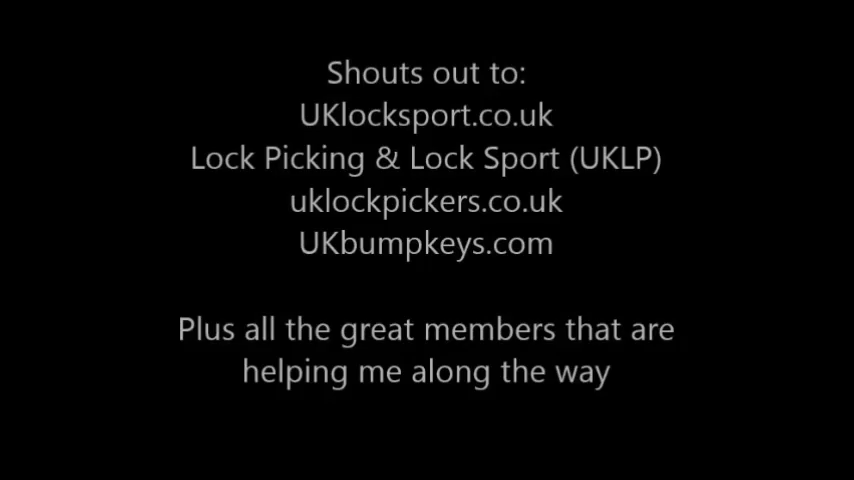 Shouts out to:
UKlocksport.co.uk
Lock Picking & Lock Sport (UKLP)
uklockpickers.co.uk
UKbumpkeys.com
Plus all the great members that are
helping me along the way